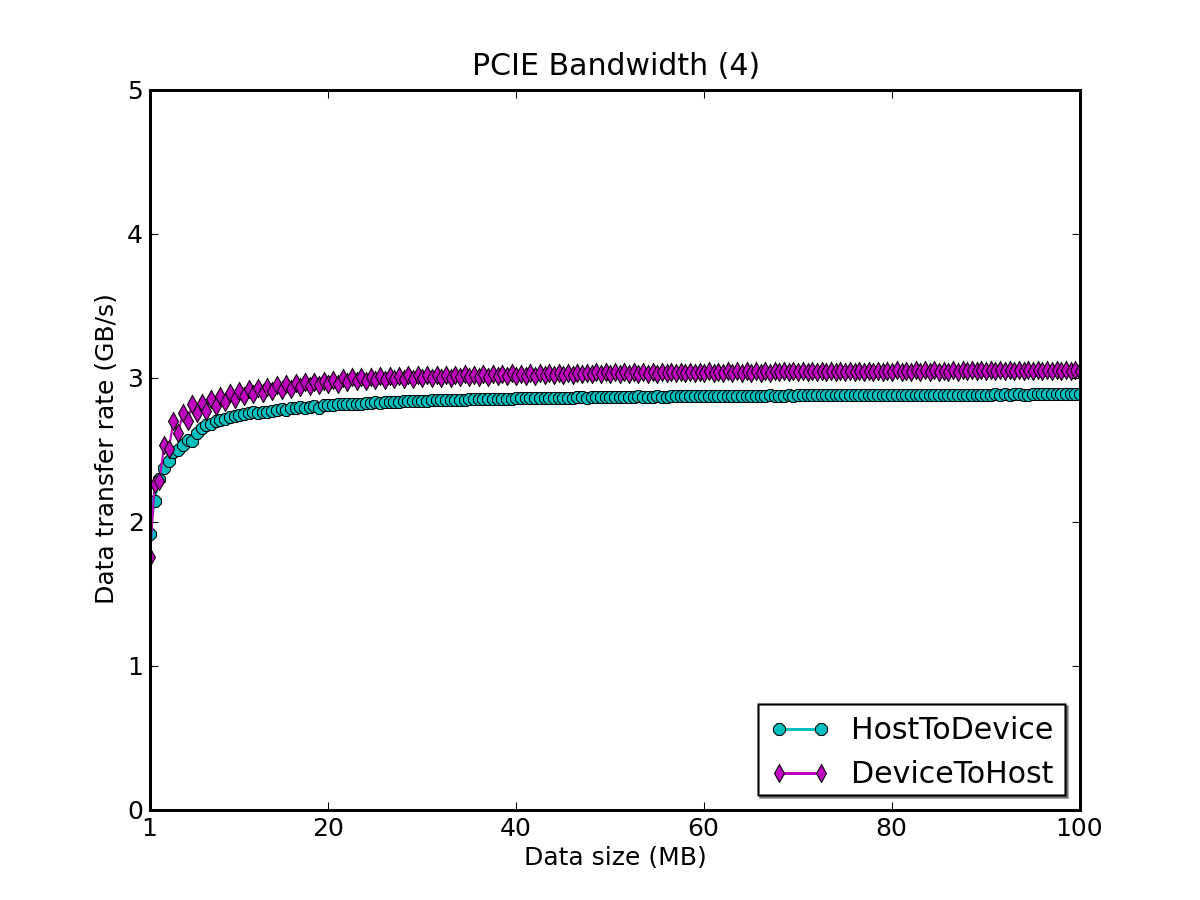 PCIE Bandwidth (4)
5
4
3
2
1
0
Data transfer rate (GB/s)
HostToDevice
DeviceToHost
1 20 40 60 80 100
Data size (MB)